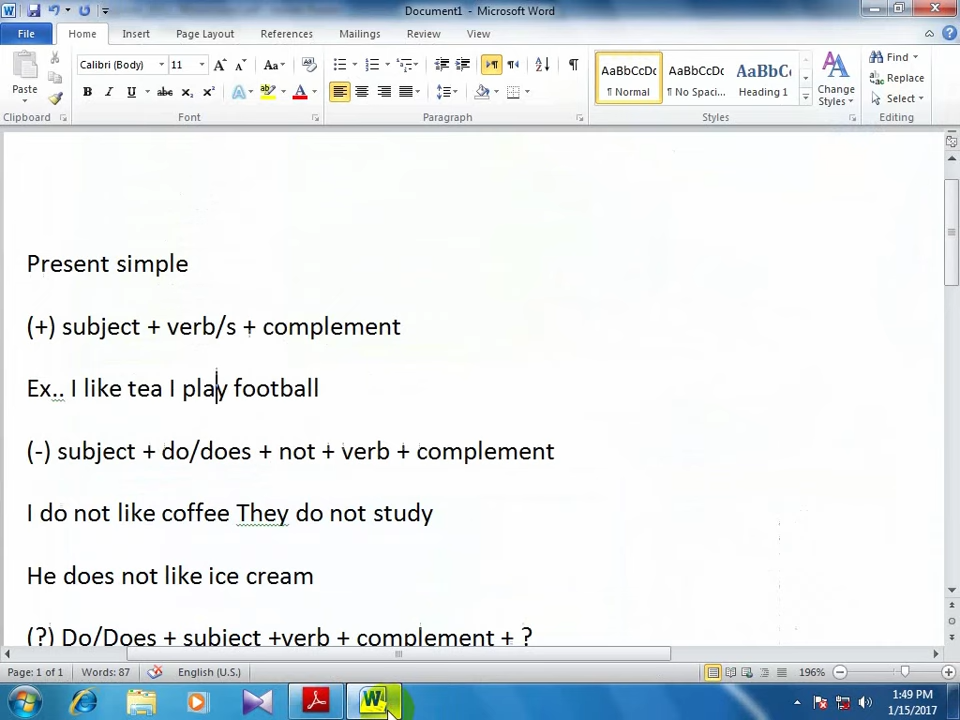 Document1 - Microsoft Word
File Home Insert Page Layout References Mailings Review View
Paste
Calibri (Body) 11
B I U abc X₂ X² A A
Aa
AaBbCcDc AaBbCcDc AaBbC
¶ Normal ¶ No Spaci... Heading 1
Change Styles
Find
Replace
Select
Clipboard Font Paragraph Styles Editing
Present simple
(+) subject + verb/s + complement
Ex.. I like tea I play football
(-) subject + do/does + not + verb + complement
I do not like coffee They do not study
He does not like ice cream
(?) Do/Does + subject +verb + complement + ?
Page: 1 of 1 Words: 87 English (U.S.) 196%
1:49 PM
1/15/2017